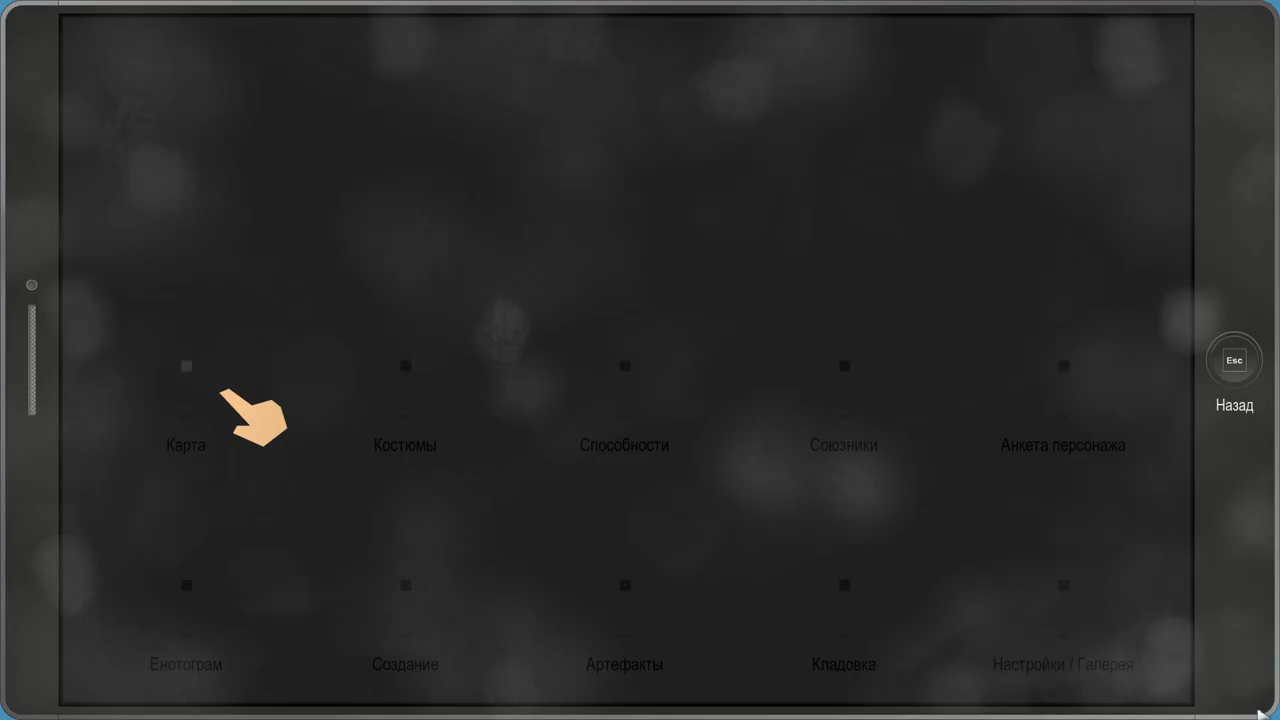 Esc
Назад
Карта
Костюмы
Способности
Союзники
Анкета персонажа
Енотограм
Создание
Артефакты
Кладовка
Настройки / Галерея